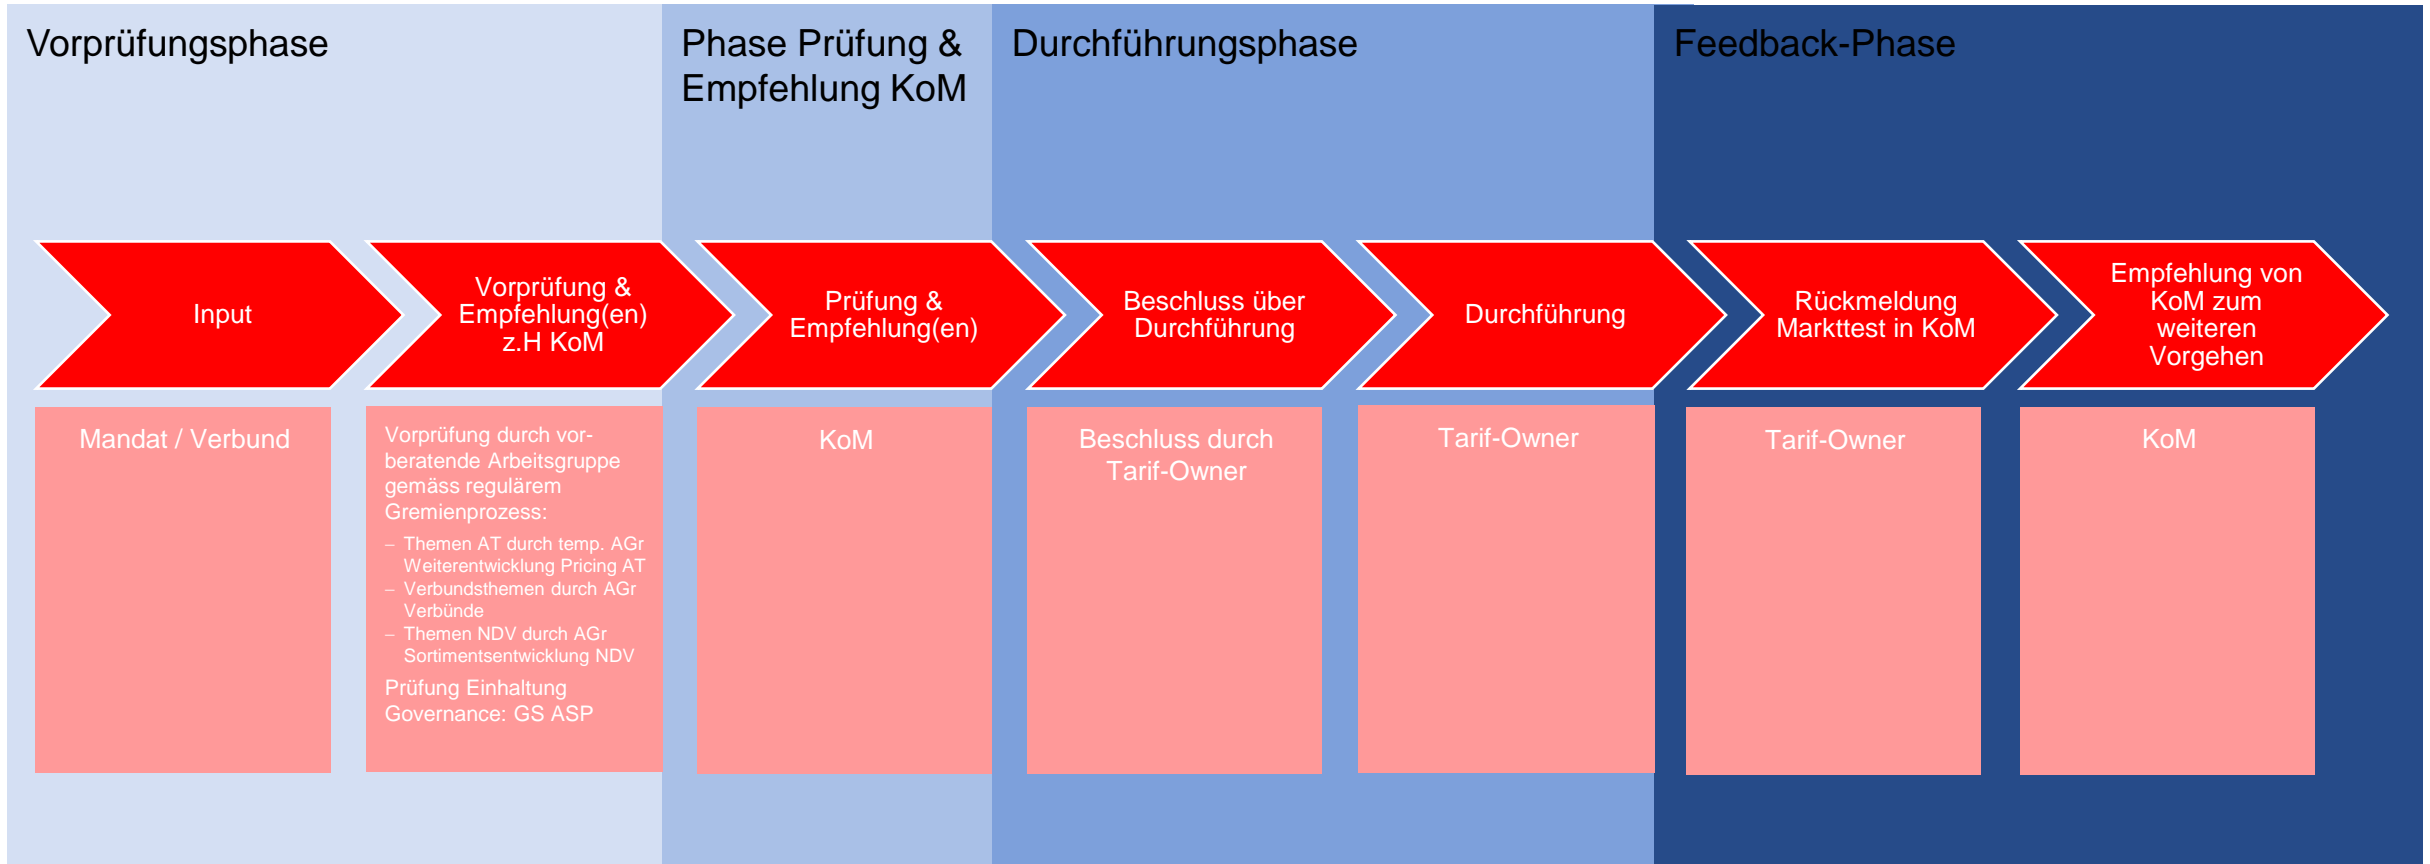 Vorprüfungsphase
Phase Prüfung &
Empfehlung KoM
Durchführungsphase
Feedback-Phase
Input
Vorprüfung &
Empfehlung(en)
z.H KoM
Prüfung &
Empfehlung(en)
Beschluss über
Durchführung
Durchführung
Rückmeldung
Markttest in KoM
Empfehlung von
KoM zum
weiteren
Vorgehen
Mandat / Verbund
Vorprüfung durch vor-
beratende Arbeitsgruppe
gemäss regulärem
Gremienprozess:
– Themen AT durch temp. AGr
Weiterentwicklung Pricing AT
– Verbundsthemen durch AGr
Verbünde
– Themen NDV durch AGr
Sortimentsentwicklung NDV
Prüfung Einhaltung
Governance: GS ASP
KoM
Beschluss durch
Tarif-Owner
Tarif-Owner
Tarif-Owner
KoM